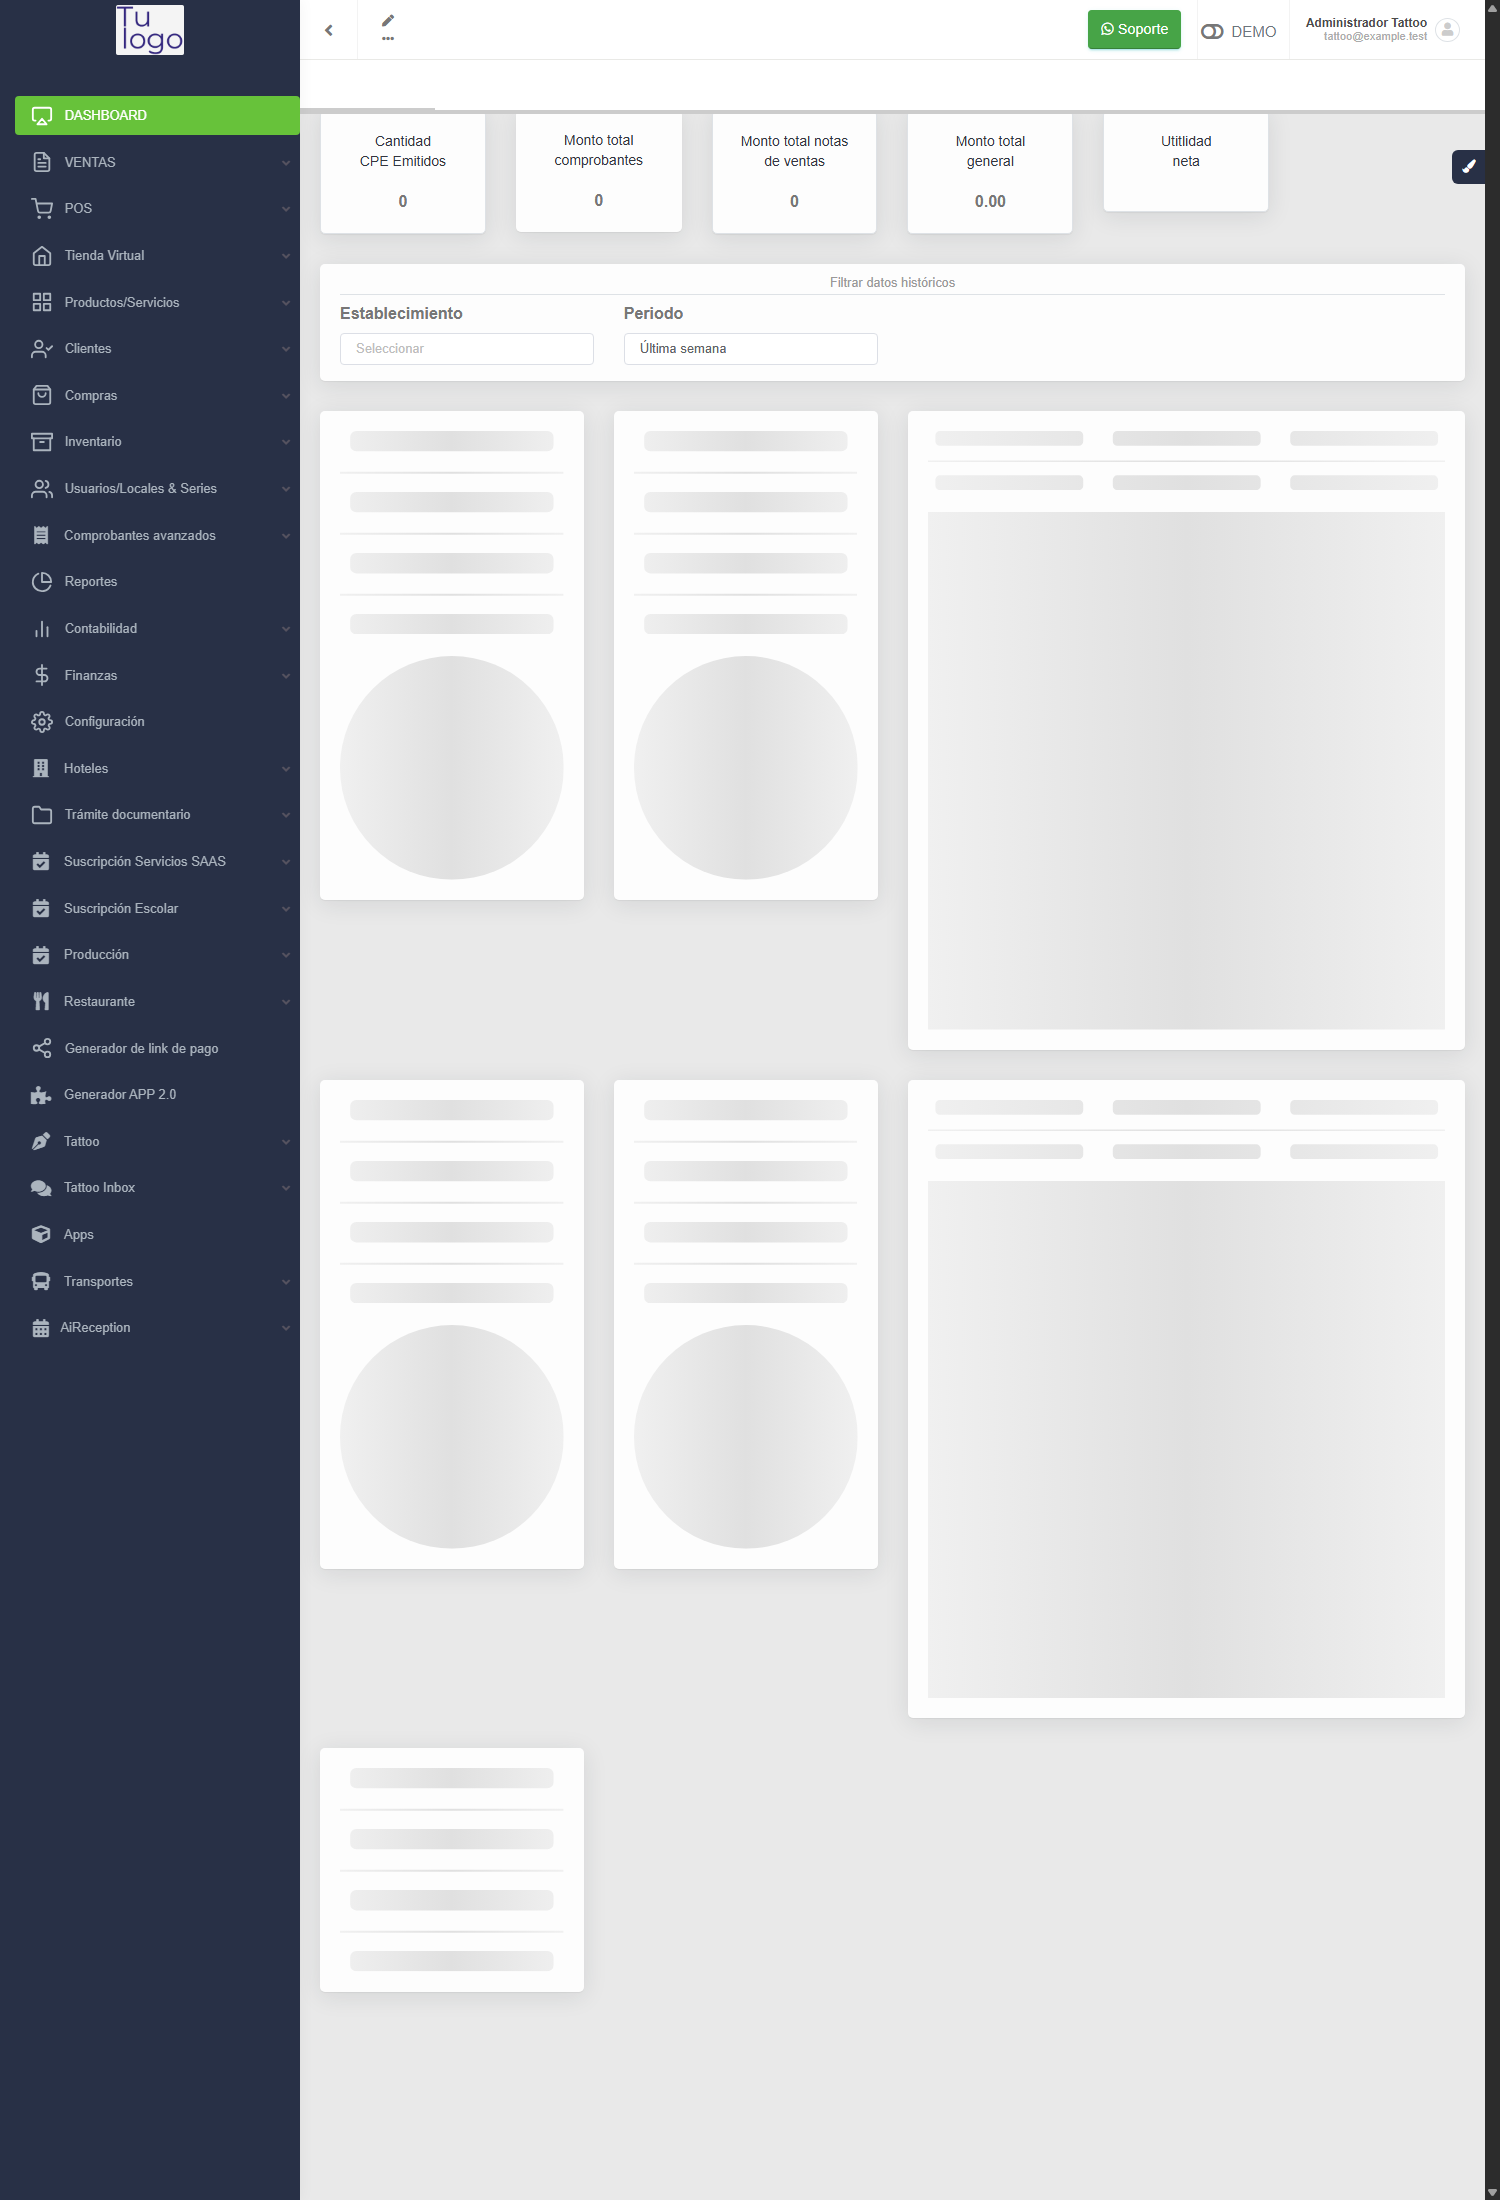 Tu
logo
Soporte
DEMO
Administrador Tattoo
tattoo@example.test
DASHBOARD
VENTAS
POS
Tienda Virtual
Productos/Servicios
Clientes
Compras
Inventario
Usuarios/Locales & Series
Comprobantes avanzados
Reportes
Contabilidad
Finanzas
Configuración
Hoteles
Trámite documentario
Suscripción Servicios SAAS
Suscripción Escolar
Producción
Restaurante
Generador de link de pago
Generador APP 2.0
Tattoo
Tattoo Inbox
Apps
Transportes
AiReception
Cantidad
CPE Emitidos
0
Monto total
comprobantes
0
Monto total notas
de ventas
0
Monto total
general
0.00
Utitlidad
neta
Filtrar datos históricos
Establecimiento
Seleccionar
Periodo
Última semana